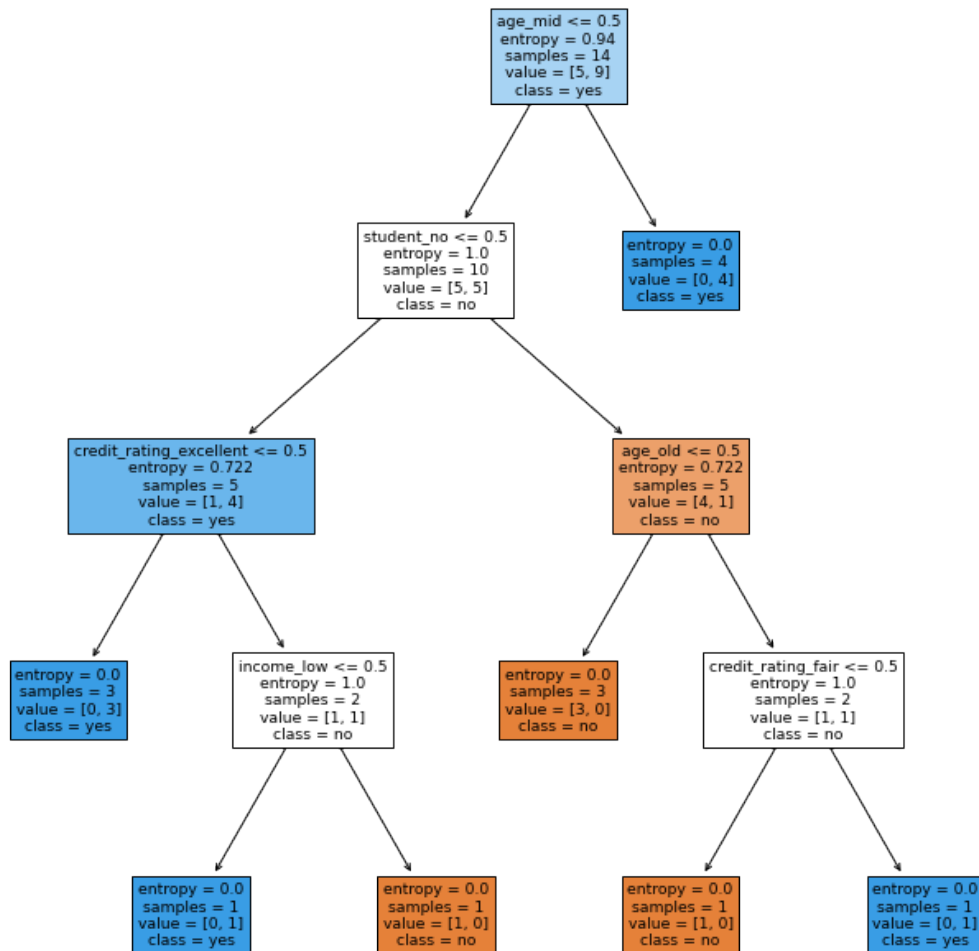 age_mid <= 0.5
entropy = 0.94
samples = 14
value = [5, 9]
class = yes
student_no <= 0.5
entropy = 1.0
samples = 10
value = [5, 5]
class = no
entropy = 0.0
samples = 4
value = [0, 4]
class = yes
credit_rating_excellent <= 0.5
entropy = 0.722
samples = 5
value = [1, 4]
class = yes
age_old <= 0.5
entropy = 0.722
samples = 5
value = [4, 1]
class = no
entropy = 0.0
samples = 3
value = [0, 3]
class = yes
income_low <= 0.5
entropy = 1.0
samples = 2
value = [1, 1]
class = no
entropy = 0.0
samples = 3
value = [3, 0]
class = no
credit_rating_fair <= 0.5
entropy = 1.0
samples = 2
value = [1, 1]
class = no
entropy = 0.0
samples = 1
value = [0, 1]
class = yes
entropy = 0.0
samples = 1
value = [1, 0]
class = no
entropy = 0.0
samples = 1
value = [1, 0]
class = no
entropy = 0.0
samples = 1
value = [0, 1]
class = yes